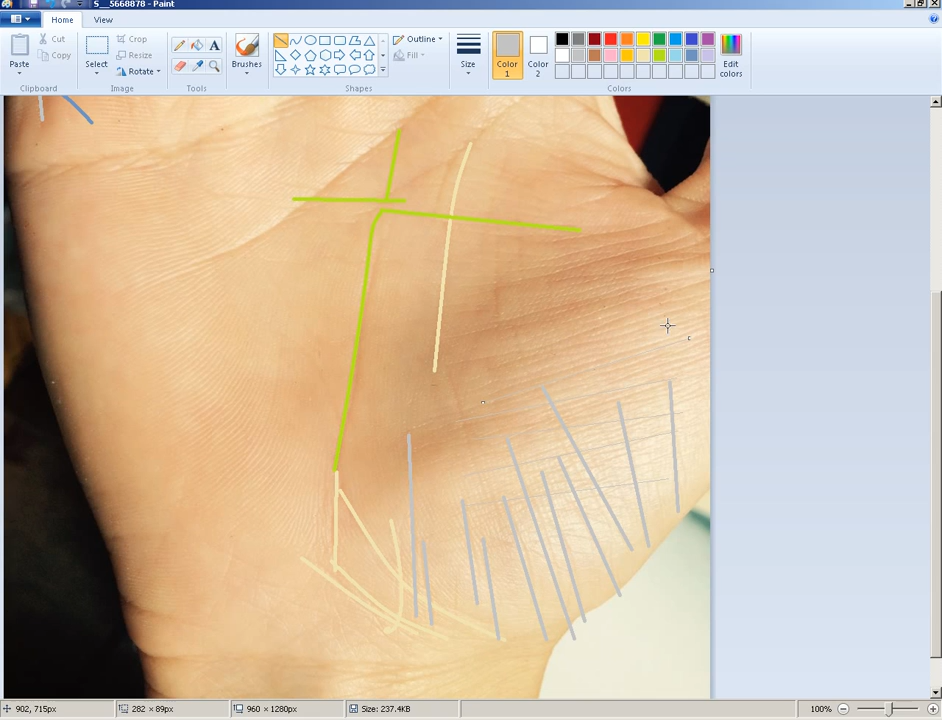 S__5668878 - Paint
Home View
Paste
Cut
Copy
Clipboard
Select
Crop
Resize
Rotate
Image
Tools
Brushes
Outline
Fill
Shapes
Size
Color
1
Color
2
Edit
colors
Colors
902, 715px
282 × 89px
960 × 1280px
Size: 237.4KB
100%